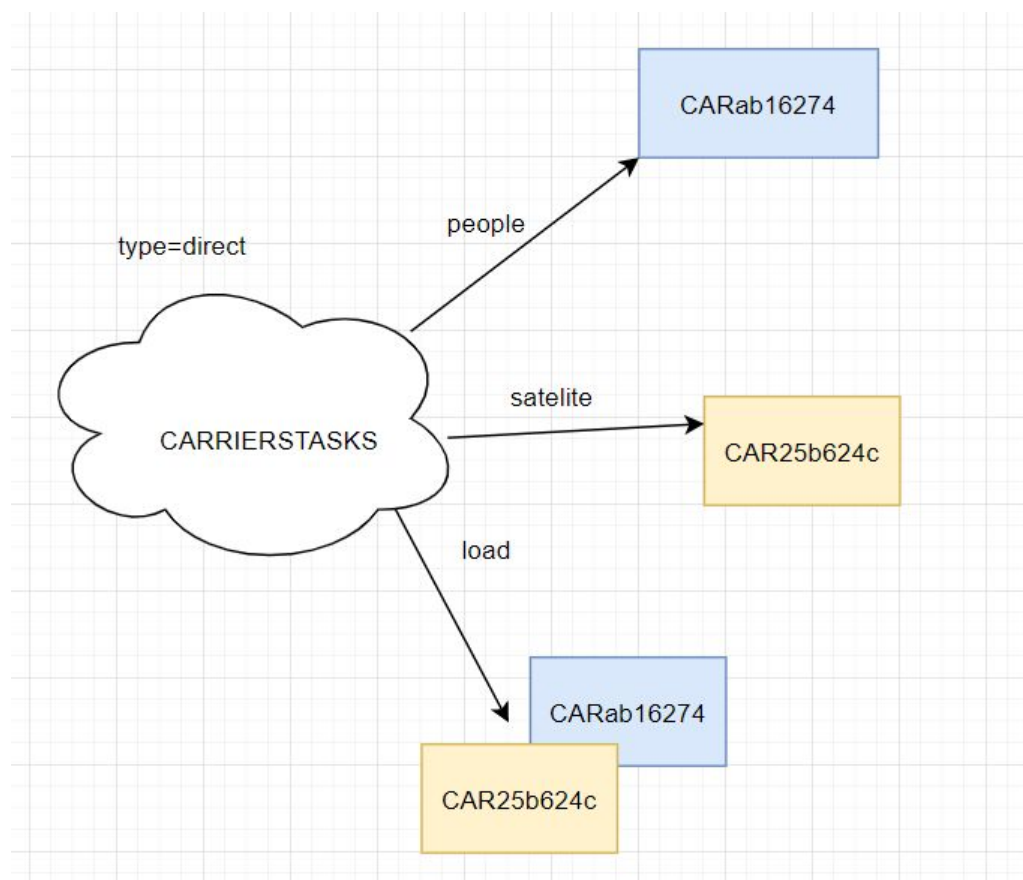 CARab16274
people
type=direct
satelite
CARRIERSTASKS
CAR25b624c
load
CARab16274
CAR25b624c